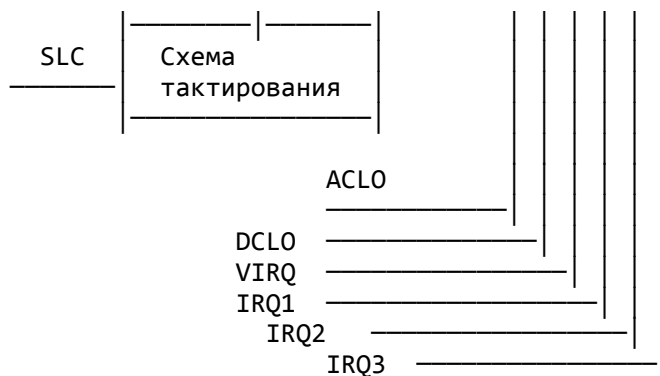 SLC Схема
тактирования
ACLO
DCLO
VIRQ
IRQ1
IRQ2
IRQ3